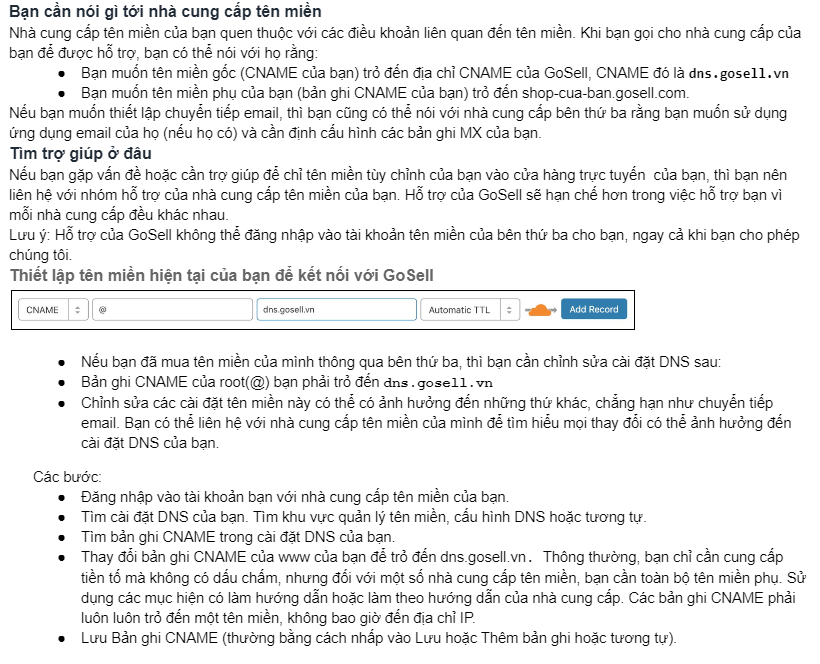 Bạn cần nói gì tới nhà cung cấp tên miền
Nhà cung cấp tên miền của bạn quen thuộc với các điều khoản liên quan đến tên miền. Khi bạn gọi cho nhà cung cấp của
bạn để được hỗ trợ, bạn có thể nói với họ rằng:
● Bạn muốn tên miền gốc (CNAME của bạn) trỏ đến địa chỉ CNAME của GoSell, CNAME đó là dns.gosell.vn
● Bạn muốn tên miền phụ của bạn (bản ghi CNAME của bạn) trỏ đến shop-cua-ban.gosell.com.
Nếu bạn muốn thiết lập chuyển tiếp email, thì bạn cũng có thể nói với nhà cung cấp bên thứ ba rằng bạn muốn sử dụng
ứng dụng email của họ (nếu họ có) và cần định cấu hình các bản ghi MX của bạn.
Tìm trợ giúp ở đâu
Nếu bạn gặp vấn đề hoặc cần trợ giúp để chỉ tên miền tùy chỉnh của bạn vào cửa hàng trực tuyến của bạn, thì bạn nên
liên hệ với nhóm hỗ trợ của nhà cung cấp tên miền của bạn. Hỗ trợ của GoSell sẽ hạn chế hơn trong việc hỗ trợ bạn vì
mỗi nhà cung cấp đều khác nhau.
Lưu ý: Hỗ trợ của GoSell không thể đăng nhập vào tài khoản tên miền của bên thứ ba cho bạn, ngay cả khi bạn cho phép
chúng tôi.
Thiết lập tên miền hiện tại của bạn để kết nối với GoSell
CNAME @ dns.gosell.vn Automatic TTL Add Record
● Nếu bạn đã mua tên miền của mình thông qua bên thứ ba, thì bạn cần chỉnh sửa cài đặt DNS sau:
● Bản ghi CNAME của root(@) bạn phải trỏ đến dns.gosell.vn
● Chỉnh sửa các cài đặt tên miền này có thể có ảnh hưởng đến những thứ khác, chẳng hạn như chuyển tiếp
email. Bạn có thể liên hệ với nhà cung cấp tên miền của mình để tìm hiểu mọi thay đổi có thể ảnh hưởng đến
cài đặt DNS của bạn.
Các bước:
● Đăng nhập vào tài khoản bạn với nhà cung cấp tên miền của bạn.
● Tìm cài đặt DNS của bạn. Tìm khu vực quản lý tên miền, cấu hình DNS hoặc tương tự.
● Tìm bản ghi CNAME trong cài đặt DNS của bạn.
● Thay đổi bản ghi CNAME của www của bạn để trỏ đến dns.gosell.vn. Thông thường, bạn chỉ cần cung cấp
tiền tố mà không có dấu chấm, nhưng đối với một số nhà cung cấp tên miền, bạn cần toàn bộ tên miền phụ. Sử
dụng các mục hiện có làm hướng dẫn hoặc làm theo hướng dẫn của nhà cung cấp. Các bản ghi CNAME phải
luôn luôn trỏ đến một tên miền, không bao giờ đến địa chỉ IP.
● Lưu Bản ghi CNAME (thường bằng cách nhấp vào Lưu hoặc Thêm bản ghi hoặc tương tự).